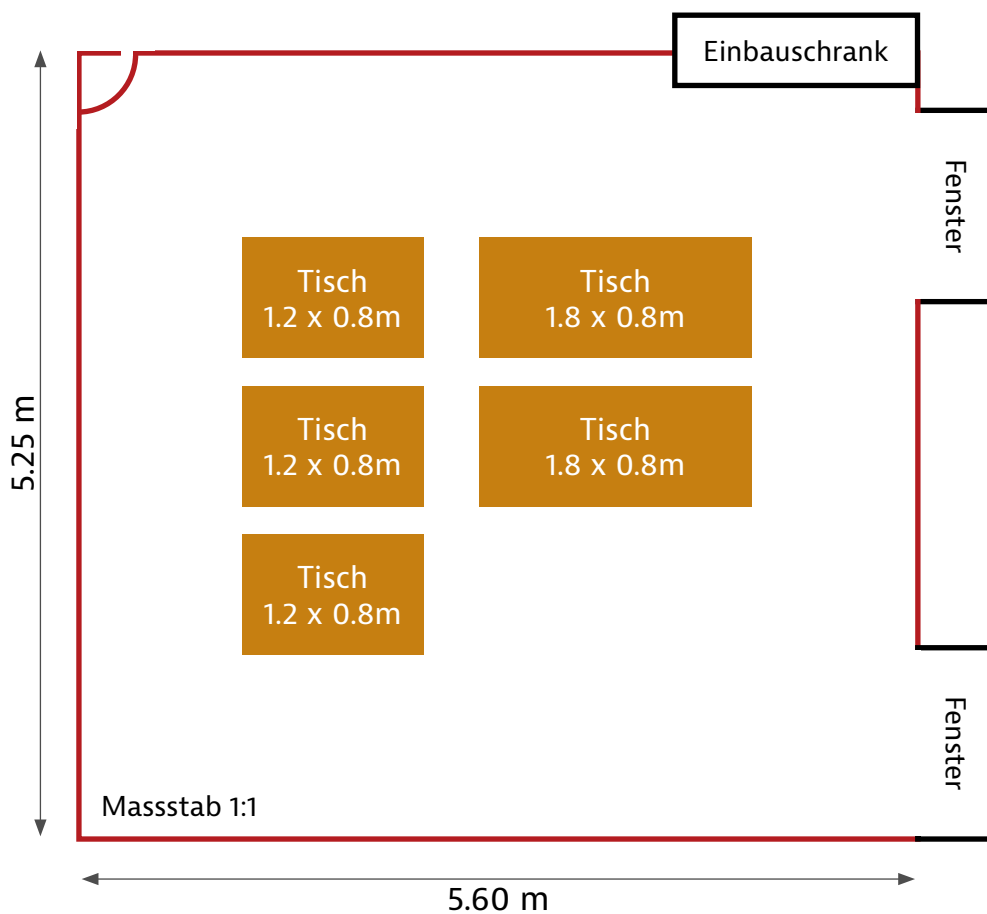 Einbauschrank
Fenster
Tisch
1.2 x 0.8m
Tisch
1.8 x 0.8m
Tisch
1.2 x 0.8m
Tisch
1.8 x 0.8m
5.25 m
Tisch
1.2 x 0.8m
Fenster
Massstab 1:1
5.60 m